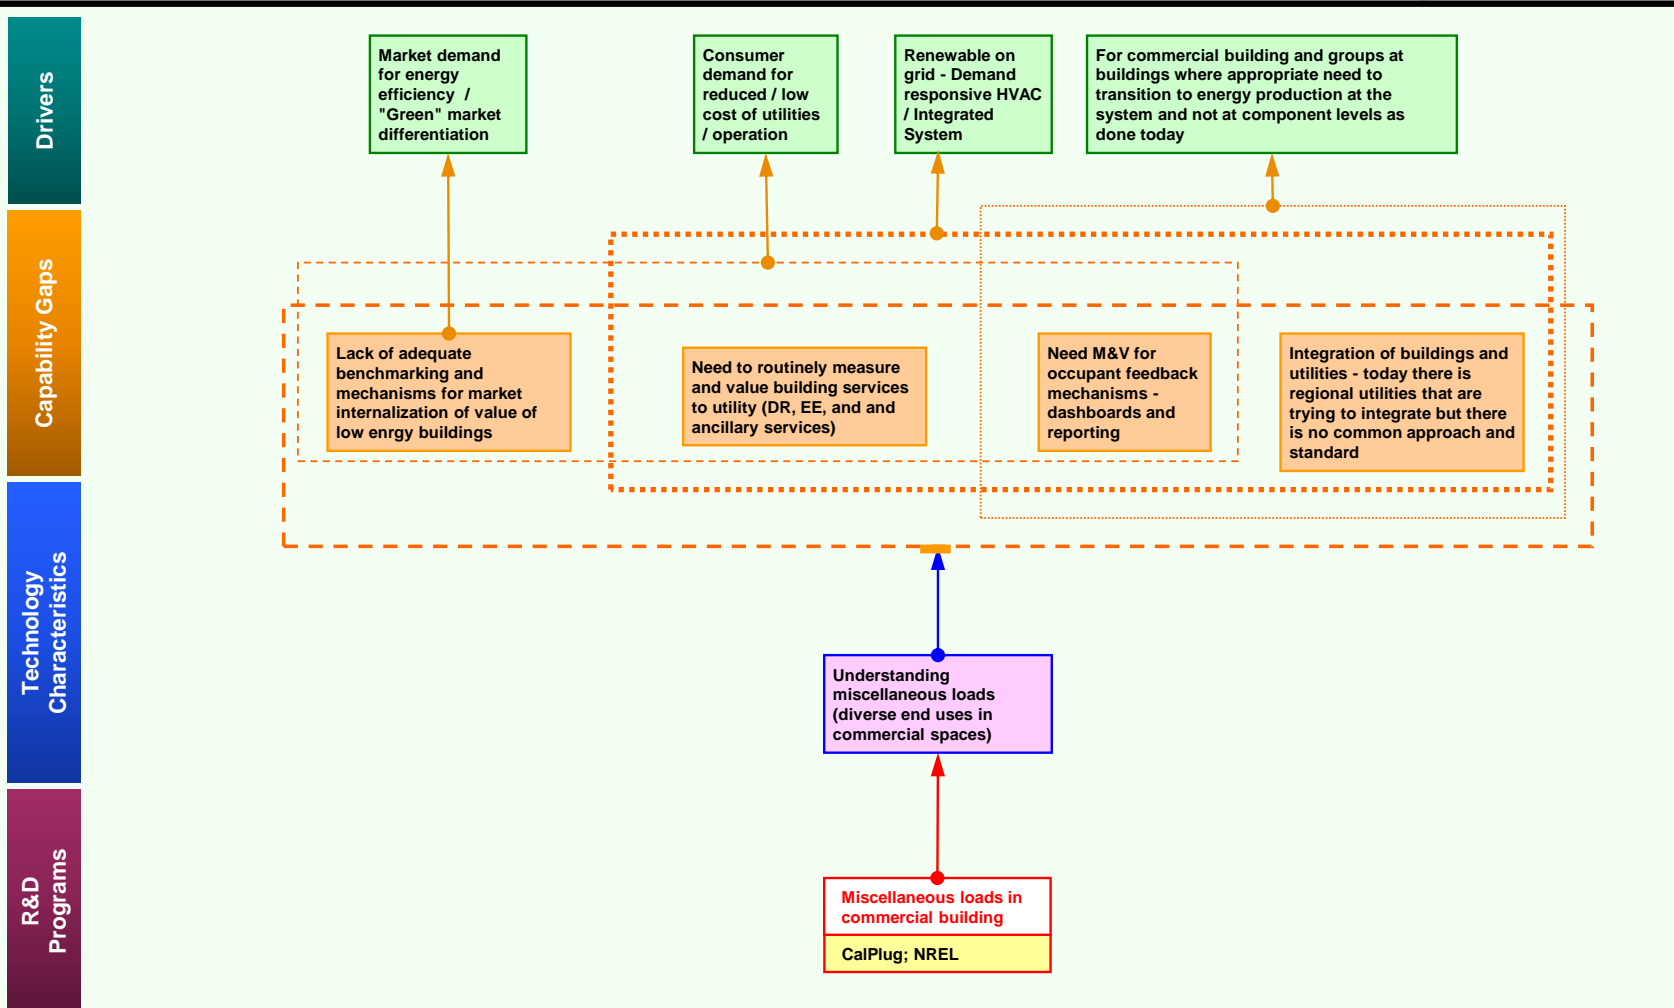 Drivers
Market demand
for energy
efficiency /
"Green" market
differentiation
Consumer
demand for
reduced / low
cost of utilities
/ operation
Renewable on
grid - Demand
responsive HVAC
/ Integrated
System
For commercial building and groups at
buildings where appropriate need to
transition to energy production at the
system and not at component levels as
done today
Capability Gaps
Lack of adequate
benchmarking and
mechanisms for market
internalization of value of
low enrgy buildings
Need to routinely measure
and value building services
to utility (DR, EE, and and
ancillary services)
Need M&V for
occupant feedback
mechanisms -
dashboards and
reporting
Integration of buildings and
utilities - today there is
regional utilities that are
trying to integrate but there
is no common approach and
standard
Technology
Characteristics
Understanding
miscellaneous loads
(diverse end uses in
commercial spaces)
R&D
Programs
Miscellaneous loads in
commercial building
CalPlug; NREL